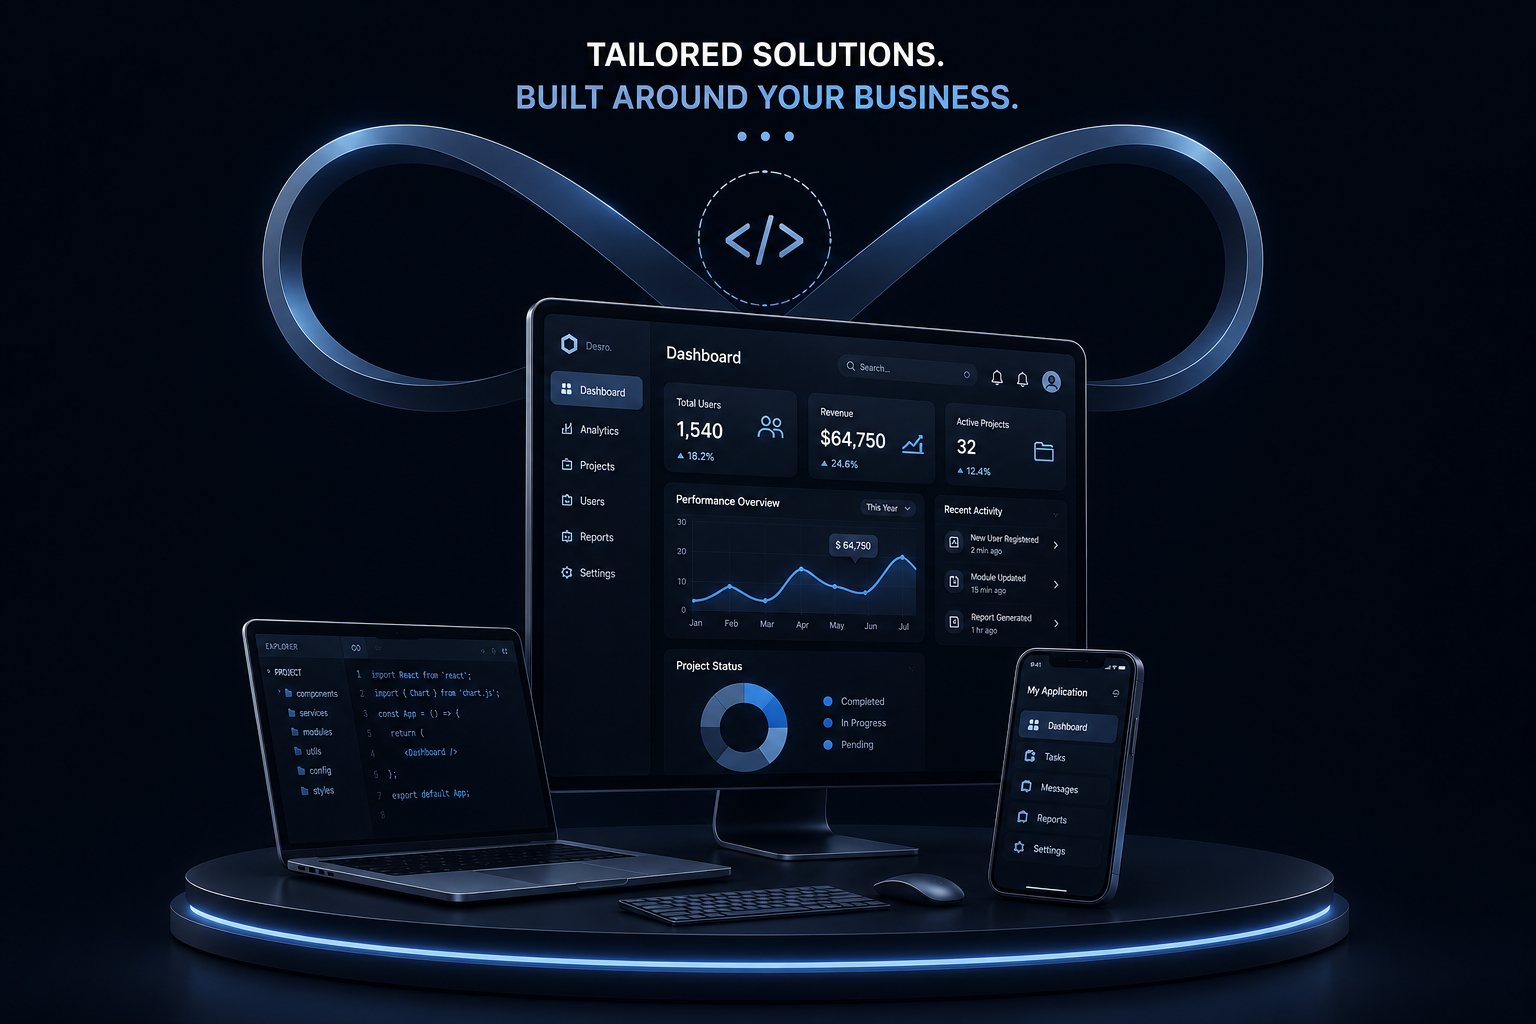 TAILORED SOLUTIONS.
BUILT AROUND YOUR BUSINESS.
</>
Desro.
Dashboard
Analytics
Projects
Users
Reports
Settings
Dashboard
Search...
Total Users
1,540
18.2%
Revenue
$64,750
24.6%
Active Projects
32
12.4%
Performance Overview
This Year
30
20
10
0
$ 64,750
Jan Feb Mar Apr May Jun Jul
Recent Activity
New User Registered
2 min ago
Module Updated
15 min ago
Report Generated
1 hr ago
Project Status
Completed
In Progress
Pending
EXPLORER
PROJECT
components
services
modules
utils
config
styles
1 import React from 'react';
2 import { Chart } from 'chart.js';
3 const App = () => {
5 return (
4 <Dashboard />
5 };
7 export default App;
8
9:41
My Application
Dashboard
Tasks
Messages
Reports
Settings